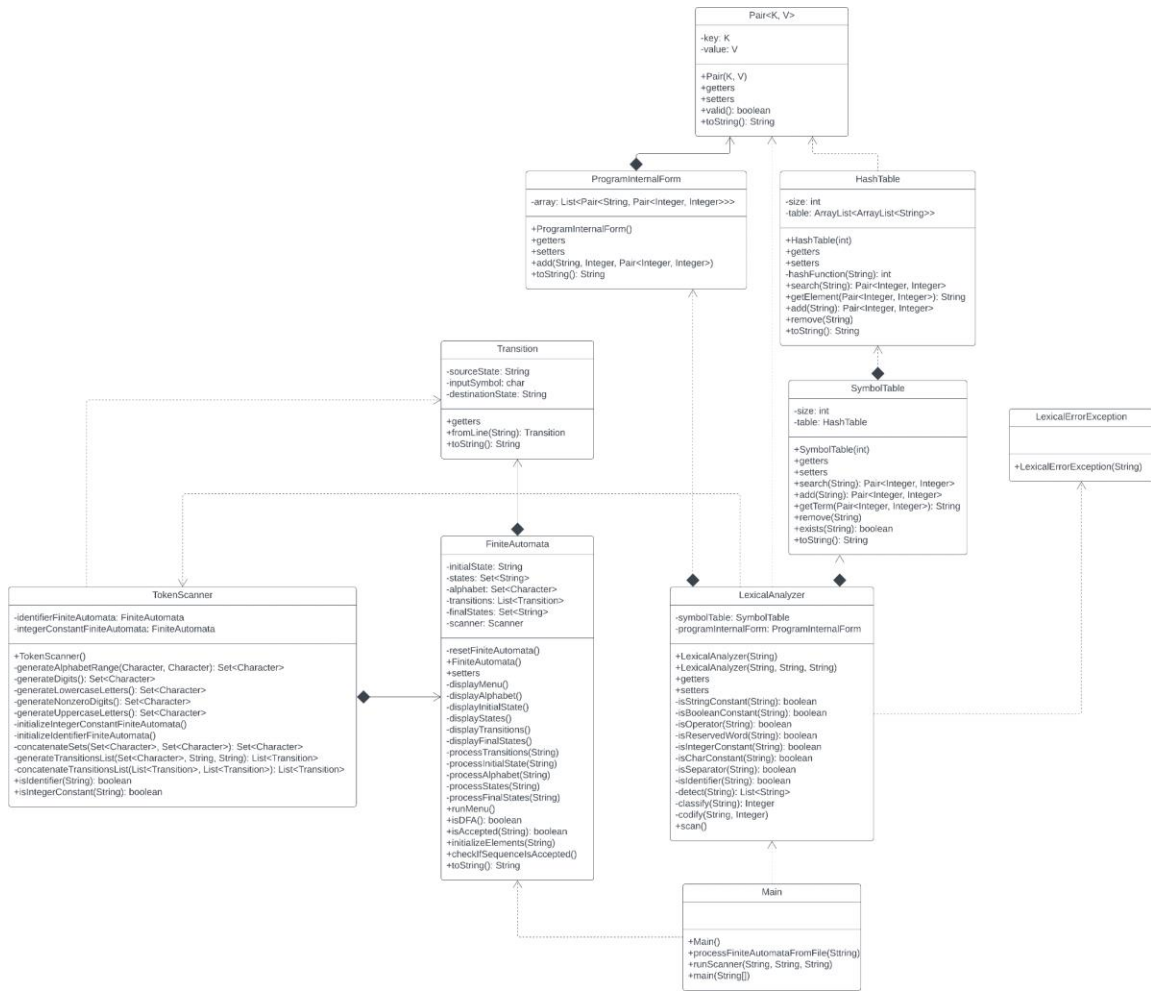 Pair<K, V>
-key: K
-value: V
+Pair(K, V)
+getters
+setters
+valid(): boolean
+toString(): String
ProgramInternalForm
-array: List<Pair<String, Pair<Integer, Integer>>>
+ProgramInternalForm()
+getters
+setters
+add(String, Integer, Pair<Integer, Integer>)
+toString(): String
HashTable
-size: int
-table: ArrayList<ArrayList<String>>
+HashTable(int)
+getters
+setters
-hashFunction(String): int
+search(String): Pair<Integer, Integer>
+getElement(Pair<Integer, Integer>): String
+add(String): Pair<Integer, Integer>
+remove(String)
+toString(): String
Transition
-sourceState: String
-inputSymbol: char
-destinationState: String
+getters
+fromLine(String): Transition
+toString(): String
SymbolTable
-size: int
-table: HashTable
+SymbolTable(int)
+getters
+setters
+search(String): Pair<Integer, Integer>
+add(String): Pair<Integer, Integer>
+getTerm(Pair<Integer, Integer>): String
+remove(String)
+exists(String): boolean
+toString(): String
LexicalErrorException
+LexicalErrorException(String)
FiniteAutomata
-initialState: String
-states: Set<String>
-alphabet: Set<Character>
-transitions: List<Transition>
-finalStates: Set<String>
-scanner: Scanner
-resetFiniteAutomata()
+FiniteAutomata()
+setters
-displayMenu()
-displayAlphabet()
-displayInitialState()
-displayStates()
-displayTransitions()
-displayFinalStates()
-processTransitions(String)
-processInitialState(String)
-processAlphabet(String)
-processStates(String)
-processFinalStates(String)
+runMenu()
+isDFA(): boolean
+isAccepted(String): boolean
+initializeElements(String)
+checkIfSequenceIsAccepted()
+toString(): String
TokenScanner
-identifierFiniteAutomata: FiniteAutomata
-integerConstantFiniteAutomata: FiniteAutomata
+TokenScanner()
-generateAlphabetRange(Character, Character): Set<Character>
-generateDigits(): Set<Character>
-generateLowercaseLetters(): Set<Character>
-generateNonzeroDigits(): Set<Character>
-generateUppercaseLetters(): Set<Character>
-initializeIntegerConstantFiniteAutomata()
-initializeIdentifierFiniteAutomata()
-concatenateSets(Set<Character>, Set<Character>): Set<Character>
-generateTransitionsList(Set<Character>, String, String): List<Transition>
-concatenateTransitionsList(List<Transition>, List<Transition>): List<Transition>
+isIdentifier(String): boolean
+isIntegerConstant(String): boolean
LexicalAnalyzer
-symbolTable: SymbolTable
-programInternalForm: ProgramInternalForm
+LexicalAnalyzer(String)
+LexicalAnalyzer(String, String, String)
+getters
+setters
-isStringConstant(String): boolean
-isBooleanConstant(String): boolean
-isOperator(String): boolean
-isReservedWord(String): boolean
-isIntegerConstant(String): boolean
-isCharConstant(String): boolean
-isSeparator(String): boolean
-isIdentifier(String): boolean
-detect(String): List<String>
-classify(String): Integer
-codify(String, Integer)
+scan()
Main
+Main()
+processFiniteAutomataFromFile(Sttring)
+runScanner(String, String, String)
+main(String[])